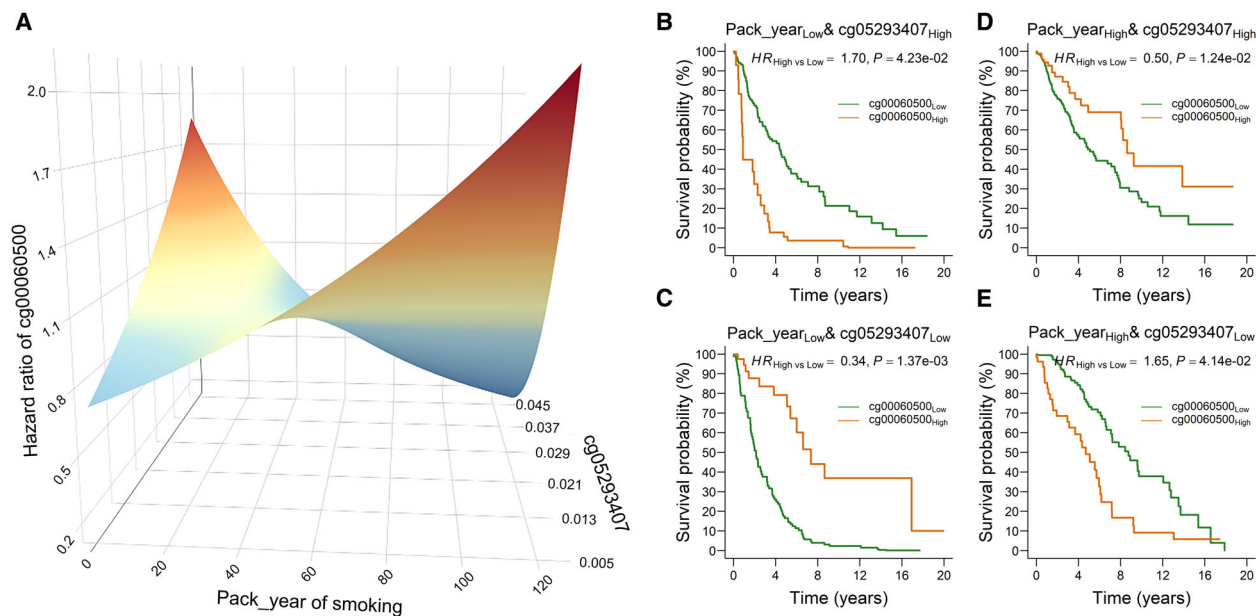 A
Hazard ratio of cg00060500
2.0
1.7
1.4
1.1
0.8
0.5
0.2
0
20
40
60
80
100
120
Pack_year of smoking
0.045
0.037
0.029
0.021
0.013
0.005
cg05293407
B
Pack_yearLow& cg05293407High
HRHigh vs Low = 1.70, P = 4.23e-02
cg00060500Low
cg00060500High
Survival probability (%)
100
90
80
70
60
50
40
30
20
10
0
0 4 8 12 16 20
Time (years)
C
Pack_yearLow& cg05293407Low
HRHigh vs Low = 0.34, P = 1.37e-03
cg00060500Low
cg00060500High
Survival probability (%)
100
90
80
70
60
50
40
30
20
10
0
0 4 8 12 16 20
Time (years)
D
Pack_yearHigh& cg05293407High
HRHigh vs Low = 0.50, P = 1.24e-02
cg00060500Low
cg00060500High
Survival probability (%)
100
90
80
70
60
50
40
30
20
10
0
0 4 8 12 16 20
Time (years)
E
Pack_yearHigh& cg05293407Low
HRHigh vs Low = 1.65, P = 4.14e-02
cg00060500Low
cg00060500High
Survival probability (%)
100
90
80
70
60
50
40
30
20
10
0
0 4 8 12 16 20
Time (years)